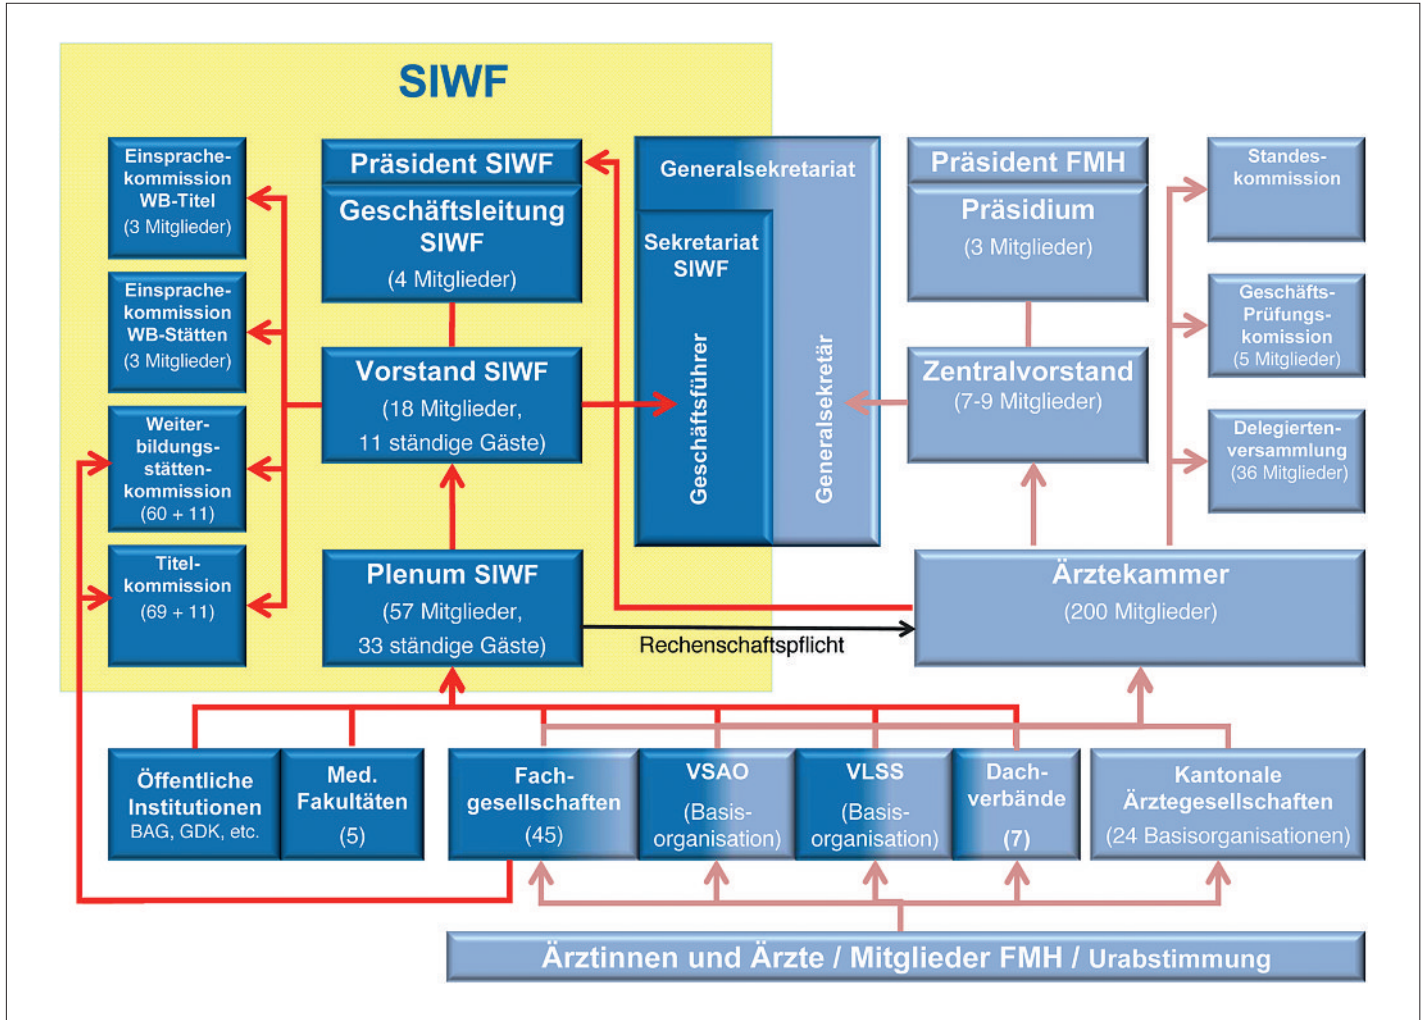 SIWF
Einsprache-
kommission
WB-Titel
(3 Mitglieder)
Einsprache-
kommission
WB-Stätten
(3 Mitglieder)
Weiter-
bildungs-
stätten-
kommission
(60 + 11)
Titel-
kommission
(69 + 11)
Präsident SIWF
Geschäftsleitung
SIWF
(4 Mitglieder)
Vorstand SIWF
(18 Mitglieder,
11 ständige Gäste)
Plenum SIWF
(57 Mitglieder,
33 ständige Gäste)
Generalsekretariat
Sekretariat
SIWF
Geschäftsführer
Generalsekretär
Präsident FMH
Präsidium
(3 Mitglieder)
Zentralvorstand
(7-9 Mitglieder)
Standes-
kommission
Geschäfts-
Prüfungs-
komission
(5 Mitglieder)
Delegierten-
versammlung
(36 Mitglieder)
Ärztekammer
(200 Mitglieder)
Rechenschaftspflicht
Öffentliche
Institutionen
BAG, GDK, etc.
Med.
Fakultäten
(5)
Fach-
gesellschaften
(45)
VSAO
(Basis-
organisation)
VLSS
(Basis-
organisation)
Dach-
verbände
(7)
Kantonale
Ärztegesellschaften
(24 Basisorganisationen)
Ärztinnen und Ärzte / Mitglieder FMH / Urabstimmung